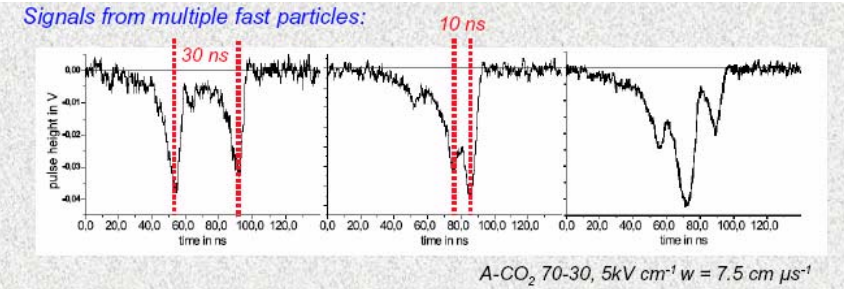 Signals from multiple fast particles:
30 ns
10 ns
pulse height in V
0,00
-0,01
-0,02
-0,03
-0,04
0,0 20,0 40,0 60,0 80,0 100,0 120,0
0,0 20,0 40,0 60,0 80,0 100,0 120,0
0,0 20,0 40,0 60,0 80,0 100,0 120,0
time in ns
time in ns
time in ns
A-CO₂ 70-30, 5kV cm⁻¹ w = 7.5 cm µs⁻¹